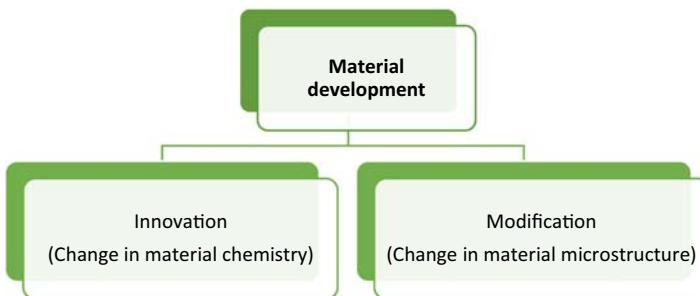 Material
development
Innovation
(Change in material chemistry)
Modification
(Change in material microstructure)